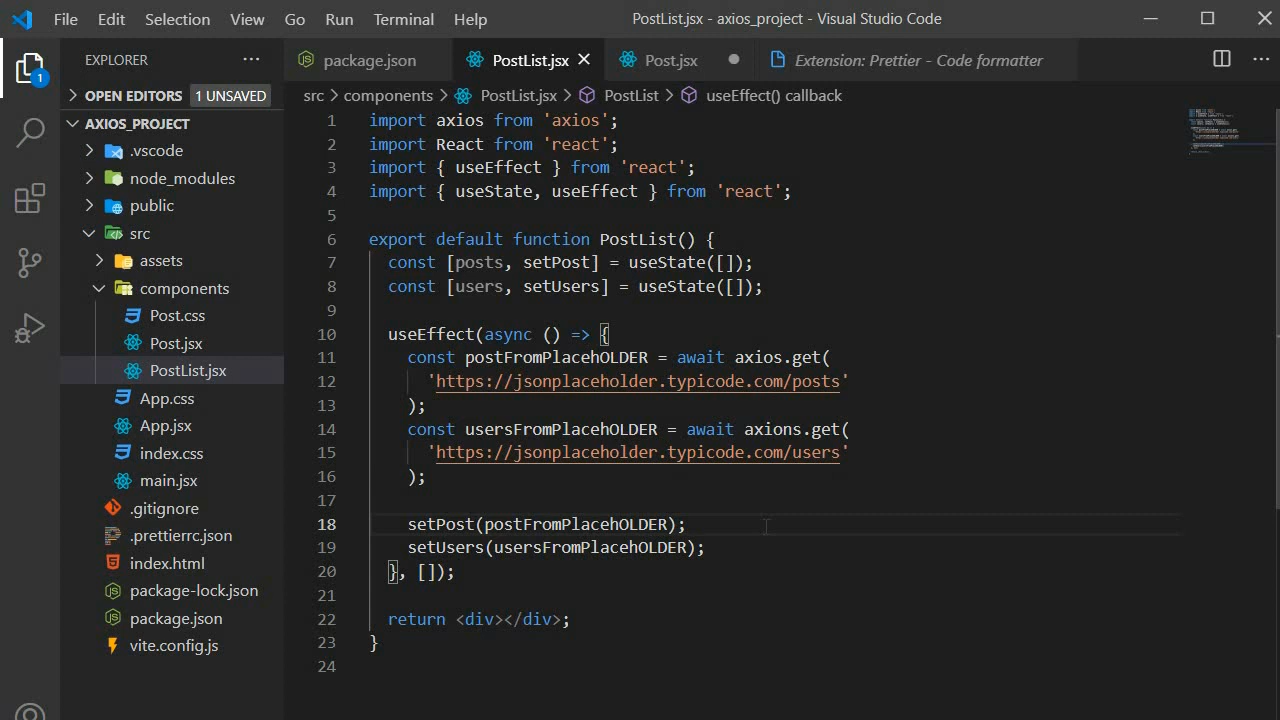 File Edit Selection View Go Run Terminal Help PostList.jsx - axios_project - Visual Studio Code
EXPLORER ...
package.json PostList.jsx Post.jsx Extension: Prettier - Code formatter ...
1
OPEN EDITORS 1 UNSAVED
AXIOS_PROJECT
.vscode
node_modules
public
src
assets
components
Post.css
Post.jsx
PostList.jsx
App.css
App.jsx
index.css
main.jsx
.gitignore
.prettierrc.json
index.html
package-lock.json
package.json
vite.config.js
src > components > PostList.jsx > PostList > useEffect() callback
1 import axios from 'axios';
2 import React from 'react';
3 import { useEffect } from 'react';
4 import { useState, useEffect } from 'react';
5
6 export default function PostList() {
7 const [posts, setPost] = useState([]);
8 const [users, setUsers] = useState([]);
9
10 useEffect(async () => {
11 const postFromPlacehOLDER = await axios.get(
12 'https://jsonplaceholder.typicode.com/posts'
13 );
14 const usersFromPlacehOLDER = await axions.get(
15 'https://jsonplaceholder.typicode.com/users'
16 );
17
18 setPost(postFromPlacehOLDER);
19 setUsers(usersFromPlacehOLDER);
20 }, []);
21
22 return <div></div>;
23 }
24